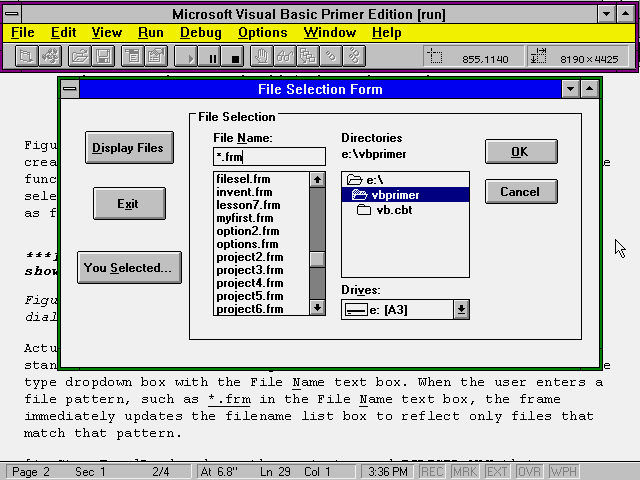 Microsoft Visual Basic Primer Edition [run]
File Edit View Run Debug Options Window Help
855.1140 8190×4425
File Selection Form
File Selection
Display Files
Exit
You Selected...
File Name:
*.frm
filesel.frm
invent.frm
lesson7.frm
myfirst.frm
option2.frm
options.frm
project2.frm
project3.frm
project4.frm
project5.frm
project6.frm
Directories
e:\vbprimer
e:\
vbprimer
vb.cbt
Drives:
e: [A3]
OK
Cancel
Figu
crea
func
sele
as f
show
Figu
dial
Actu
stan
type dropdown box with the File Name text box. When the user enters a
file pattern, such as *.frm in the File Name text box, the frame
immediately updates the filename list box to reflect only files that
match that pattern.
Page 2 Sec 1 2/4 At 6.8" Ln 29 Col 1 3:36 PM REC MRK EXT OVR WPH